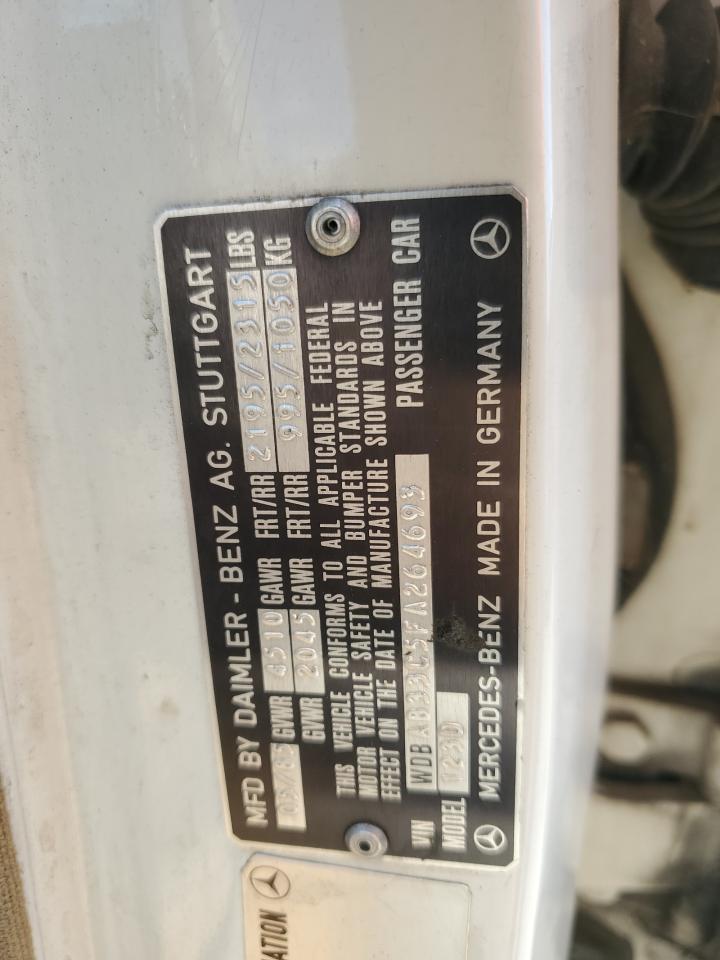 MFD BY DAIMLER - BENZ AG. STUTTGART
GVWR 4510 GAWR FRT/RR 2195/2315 LBS
GVWR 2045 GAWR FRT/RR 995/1050 KG
THIS VEHICLE CONFORMS TO ALL APPLICABLE FEDERAL
MOTOR VEHICLE SAFETY AND BUMPER STANDARDS IN
EFFECT ON THE DATE OF MANUFACTURE SHOWN ABOVE
VIN WDBAB33C5FA264693 PASSENGER CAR
MODEL 123D
MERCEDES-BENZ MADE IN GERMANY